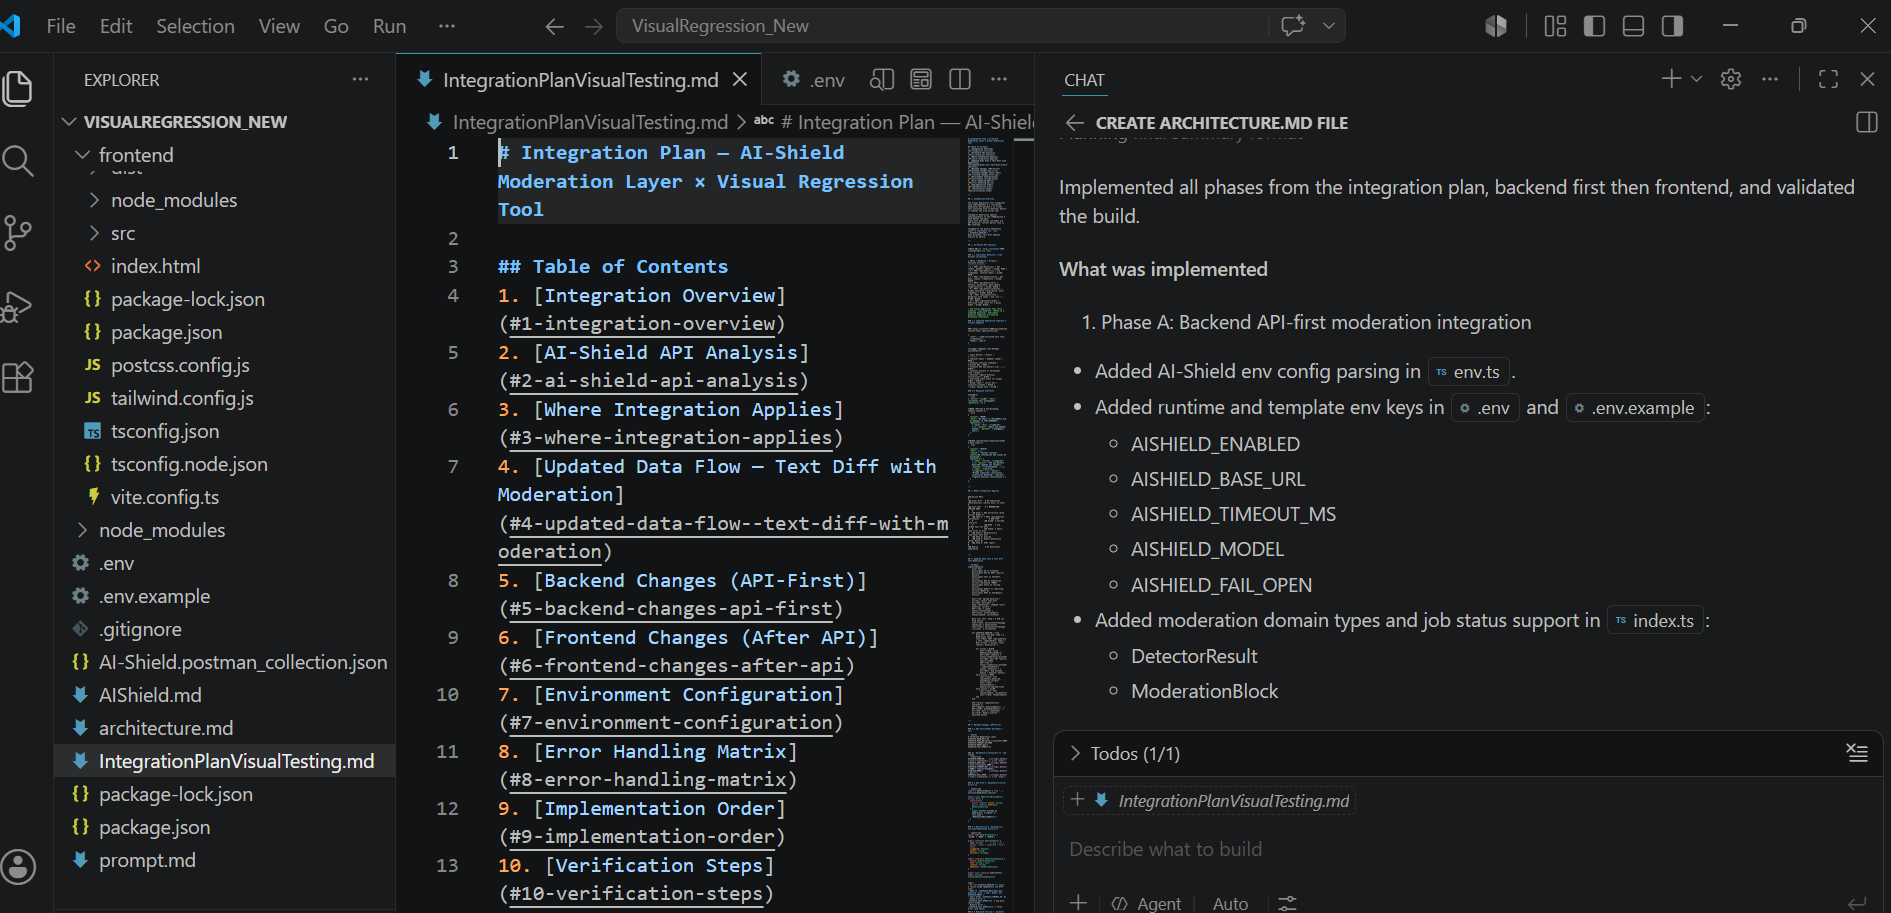 File Edit Selection View Go Run ···
VisualRegression_New
EXPLORER ···
VISUALREGRESSION_NEW
frontend
dist
node_modules
src
index.html
package-lock.json
package.json
postcss.config.js
tailwind.config.js
tsconfig.json
tsconfig.node.json
vite.config.ts
node_modules
.env
.env.example
.gitignore
AI-Shield.postman_collection.json
AIShield.md
architecture.md
IntegrationPlanVisualTesting.md
package-lock.json
package.json
prompt.md
IntegrationPlanVisualTesting.md .env ···
IntegrationPlanVisualTesting.md > abc # Integration Plan — AI-Shield
1 # Integration Plan — AI-Shield
Moderation Layer × Visual Regression
Tool
2
3 ## Table of Contents
4 1. [Integration Overview]
(#1-integration-overview)
5 2. [AI-Shield API Analysis]
(#2-ai-shield-api-analysis)
6 3. [Where Integration Applies]
(#3-where-integration-applies)
7 4. [Updated Data Flow — Text Diff with
Moderation]
(#4-updated-data-flow--text-diff-with-m
oderation)
8 5. [Backend Changes (API-First)]
(#5-backend-changes-api-first)
9 6. [Frontend Changes (After API)]
(#6-frontend-changes-after-api)
10 7. [Environment Configuration]
(#7-environment-configuration)
11 8. [Error Handling Matrix]
(#8-error-handling-matrix)
12 9. [Implementation Order]
(#9-implementation-order)
13 10. [Verification Steps]
(#10-verification-steps)
CHAT
CREATE ARCHITECTURE.MD FILE
Planning final summary format
Implemented all phases from the integration plan, backend first then frontend, and validated
the build.
What was implemented
1. Phase A: Backend API-first moderation integration
• Added AI-Shield env config parsing in TS env.ts .
• Added runtime and template env keys in .env and .env.example :
AISHIELD_ENABLED
AISHIELD_BASE_URL
AISHIELD_TIMEOUT_MS
AISHIELD_MODEL
AISHIELD_FAIL_OPEN
• Added moderation domain types and job status support in TS index.ts :
DetectorResult
ModerationBlock
Todos (1/1)
IntegrationPlanVisualTesting.md
Describe what to build
Agent Auto